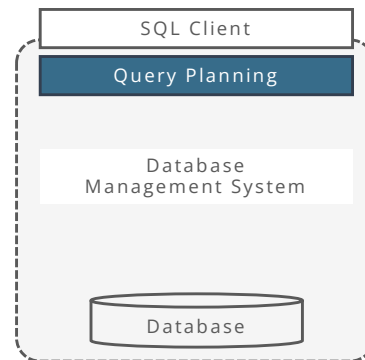 SQL Client
Query Planning
Database
Management System
Database